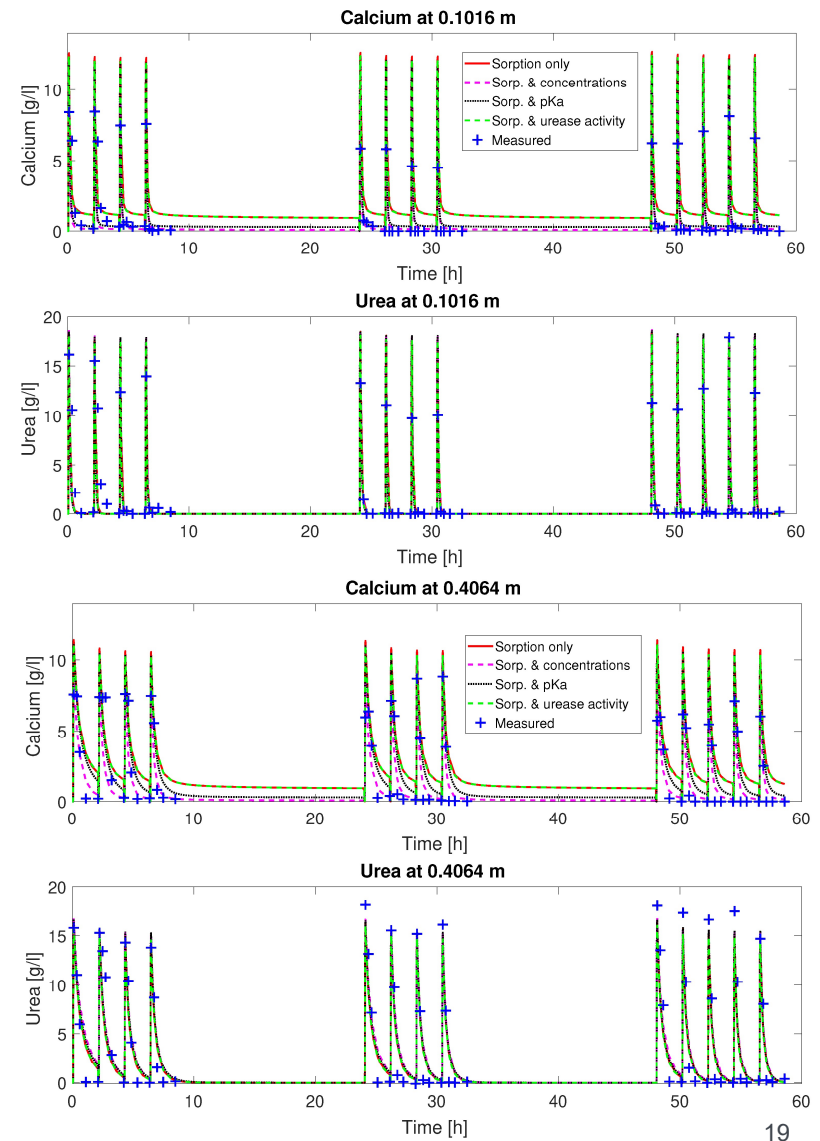 Calcium at 0.1016 m
Calcium [g/l]
10
5
0
Sorption only
Sorp. & concentrations
Sorp. & pKa
Sorp. & urease activity
Measured
0 10 20 30 40 50 60
Time [h]
Urea at 0.1016 m
Urea [g/l]
20
15
10
5
0
0 10 20 30 40 50 60
Time [h]
Calcium at 0.4064 m
Calcium [g/l]
10
5
0
Sorption only
Sorp. & concentrations
Sorp. & pKa
Sorp. & urease activity
Measured
0 10 20 30 40 50 60
Time [h]
Urea at 0.4064 m
Urea [g/l]
20
15
10
5
0
0 10 20 30 40 50 60
Time [h]
19